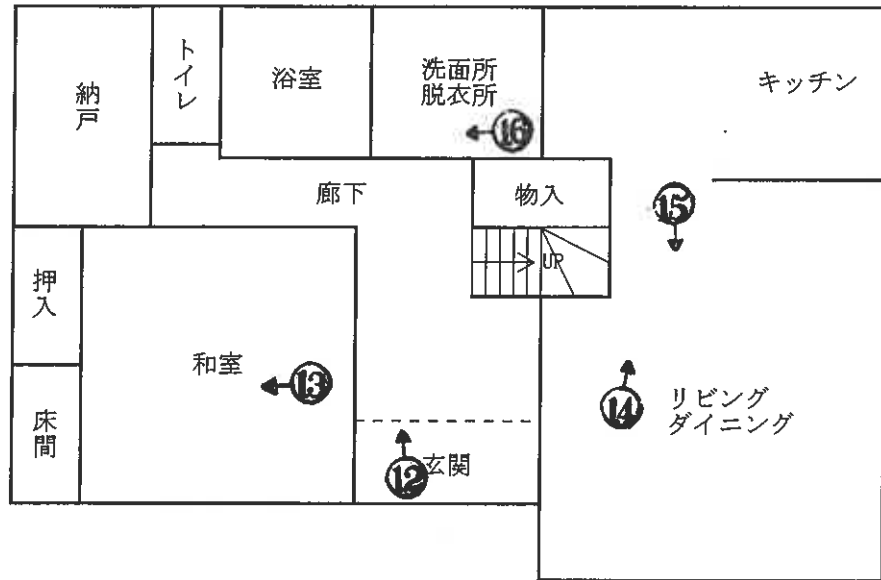 納戸
トイレ
浴室
洗面所
脱衣所
キッチン
⑯
廊下
物入
⑮
UP
押入
和室
⑬
⑭
リビング
ダイニング
床間
⑫
玄関